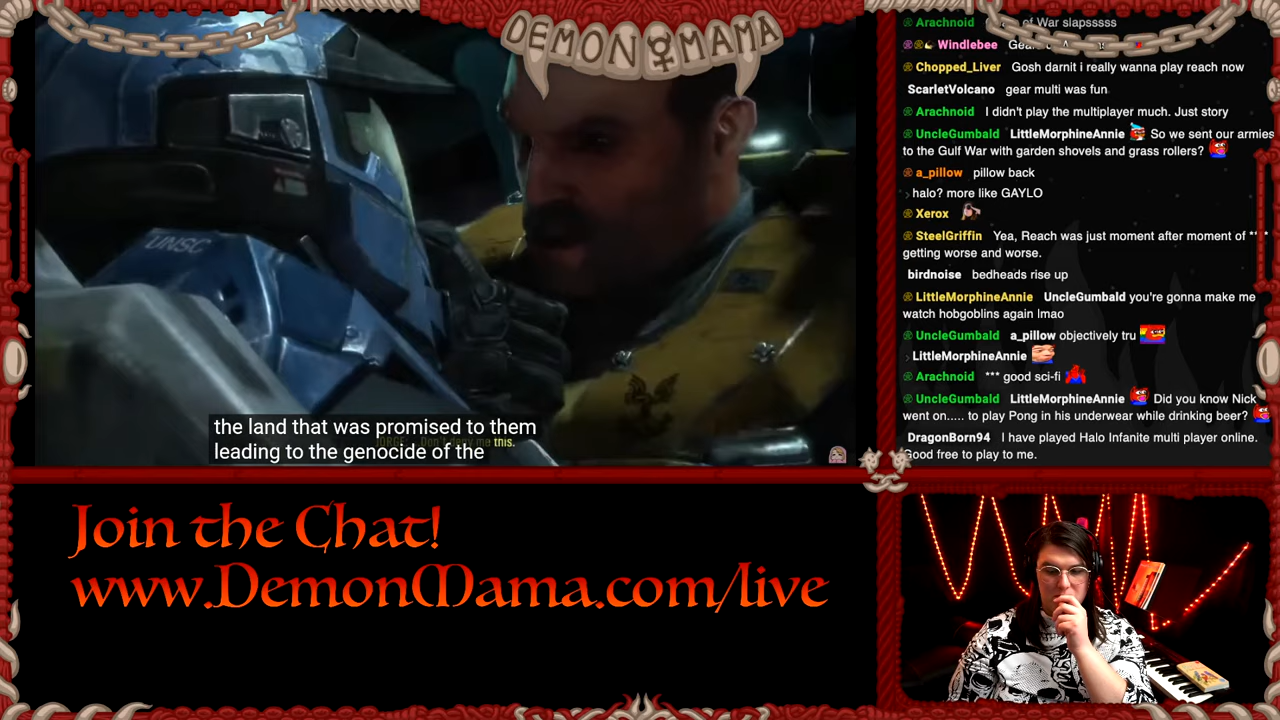 DEMON MAMA
UNSC
the land that was promised to them
this.
leading to the genocide of the
Arachnoid of War slapsssss
Windlebee
Chopped_Liver Gosh darnit i really wanna play reach now
ScarletVolcano gear multi was fun
Arachnoid I didn't play the multiplayer much. Just story
UncleGumbald LittleMorphineAnnie So we sent our armies
to the Gulf War with garden shovels and grass rollers?
a_pillow pillow back
halo? more like GAYLO
Xerox
SteelGriffin Yea, Reach was just moment after moment of
getting worse and worse.
birdnoise bedheads rise up
LittleMorphineAnnie UncleGumbald you're gonna make me
watch hobgoblins again lmao
UncleGumbald a_pillow objectively tru
LittleMorphineAnnie
Arachnoid *** good sci-fi
UncleGumbald LittleMorphineAnnie Did you know Nick
went on..... to play Pong in his underwear while drinking beer?
DragonBorn94 I have played Halo Infanite multi player online.
Good free to play to me.
Join the Chat!
www.DemonMama.com/live